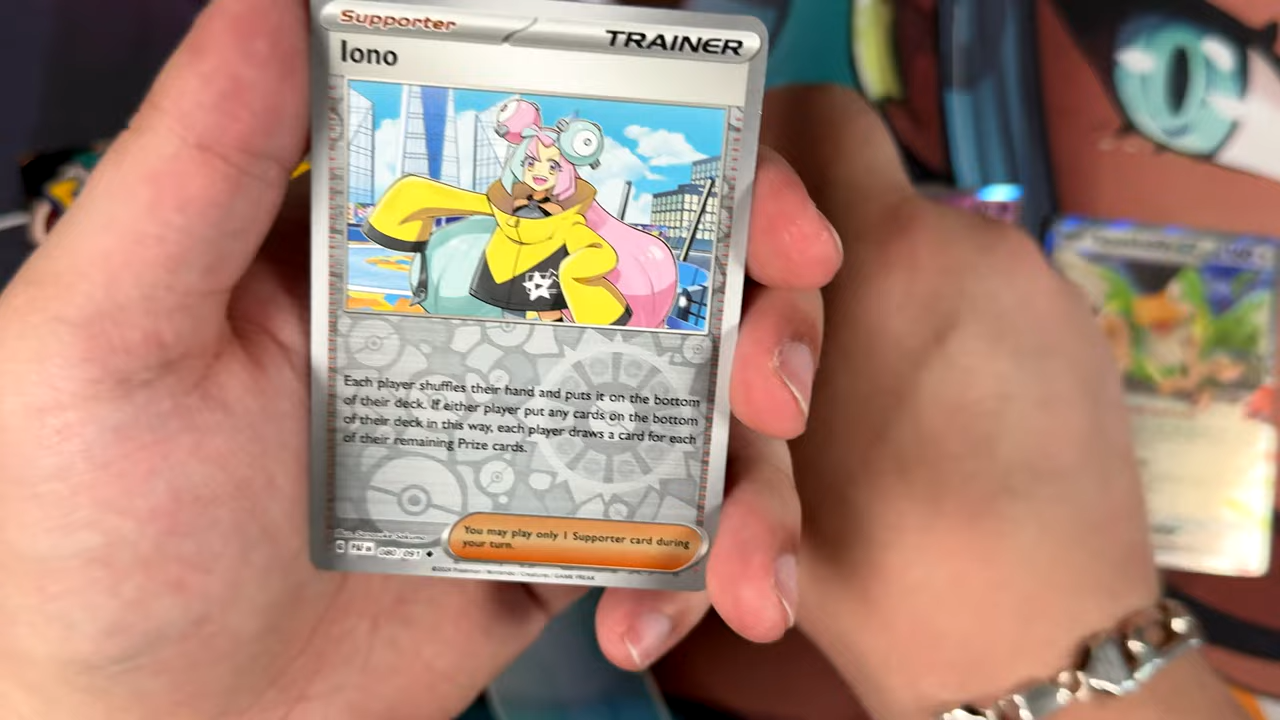 Supporter
TRAINER
Iono
Each player shuffles their hand and puts it on the bottom
of their deck. If either player put any cards on the bottom
of their deck in this way, each player draws a card for each
of their remaining Prize cards.
You may play only 1 Supporter card during
your turn.
PAF EN 080/091
©2024 Pokémon / Nintendo / Creatures / GAME FREAK